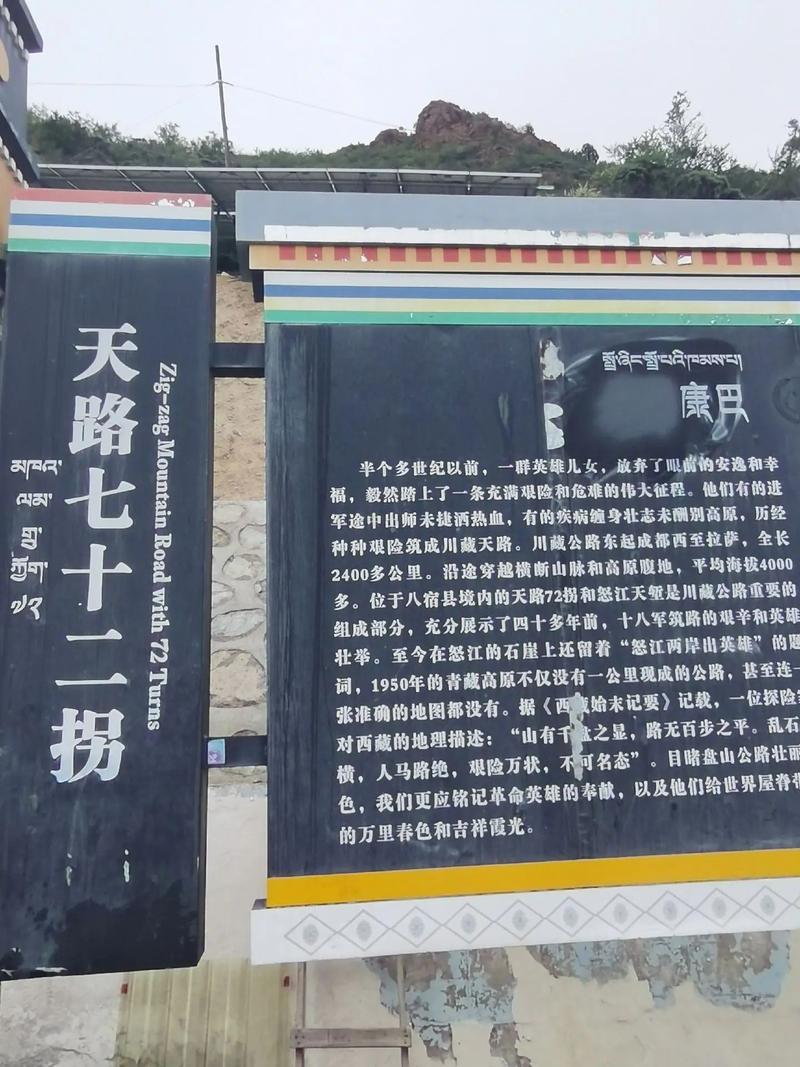 天路七十二拐
Zig-zag Mountain Road with 72 Turns
མཁའ་
ལམ་
康巴
半个多世纪以前，一群英雄儿女，放弃了眼前的安逸和幸
福，毅然踏上了一条充满艰险和危难的伟大征程。他们有的进
军途中出师未捷洒热血，有的疾病缠身壮志未酬别高原，历经
种种艰险筑成川藏天路。川藏公路东起成都西至拉萨，全长
2400多公里。沿途穿越横断山脉和高原腹地，平均海拔4000
多。位于八宿县境内的天路72拐和怒江天堑是川藏公路重要的
组成部分，充分展示了四十多年前，十八军筑路的艰辛和英雄
壮举。至今在怒江的石崖上还留着“怒江两岸出英雄”的题
词，1950年的青藏高原不仅没有一公里现成的公路，甚至连一
张准确的地图都没有。据《西藏始末记要》记载，一位探险
对西藏的地理描述：“山有千盘之显，路无百步之平。乱石
横，人马路绝，艰险万状，不可名态”。目睹盘山公路壮丽
色，我们更应铭记革命英雄的奉献，以及他们给世界屋脊带
的万里春色和吉祥霞光。